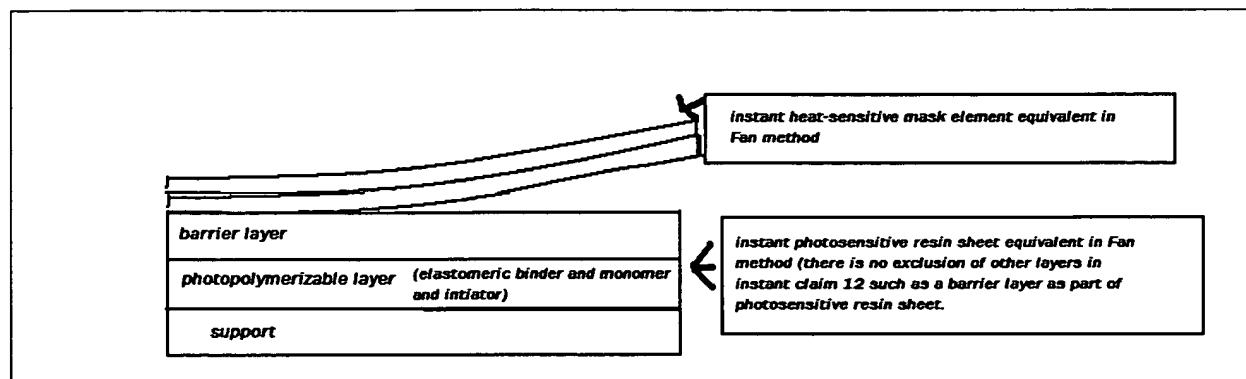 instant heat-sensitive mask element equivalent in
Fan method
barrier layer
photopolymerizable layer (elastomeric binder and monomer
and intiator)
support
instant photosensitive resin sheet equivalent in Fan
method (there is no exclusion of other layers in
instant claim 12 such as a barrier layer as part of
photosensitive resin sheet.